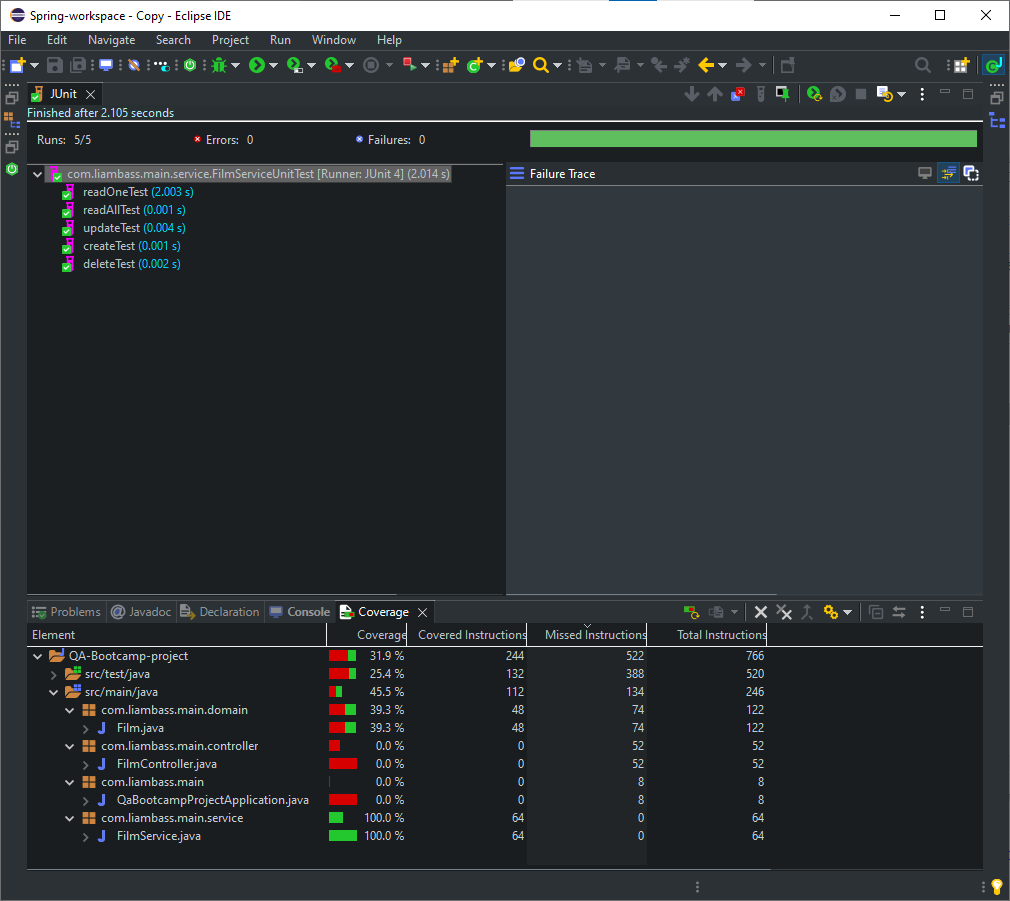 Spring-workspace - Copy - Eclipse IDE
File Edit Navigate Search Project Run Window Help
JUnit
Finished after 2.105 seconds
Runs: 5/5 Errors: 0 Failures: 0
com.liambass.main.service.FilmServiceUnitTest [Runner: JUnit 4] (2.014 s)
readOneTest (2.003 s)
readAllTest (0.001 s)
updateTest (0.004 s)
createTest (0.001 s)
deleteTest (0.002 s)
Failure Trace
Problems Javadoc Declaration Console Coverage
Element Coverage Covered Instructions Missed Instructions Total Instructions
QA-Bootcamp-project 31.9 % 244 522 766
src/test/java 25.4 % 132 388 520
src/main/java 45.5 % 112 134 246
com.liambass.main.domain 39.3 % 48 74 122
Film.java 39.3 % 48 74 122
com.liambass.main.controller 0.0 % 0 52 52
FilmController.java 0.0 % 0 52 52
com.liambass.main 0.0 % 0 8 8
QaBootcampProjectApplication.java 0.0 % 0 8 8
com.liambass.main.service 100.0 % 64 0 64
FilmService.java 100.0 % 64 0 64